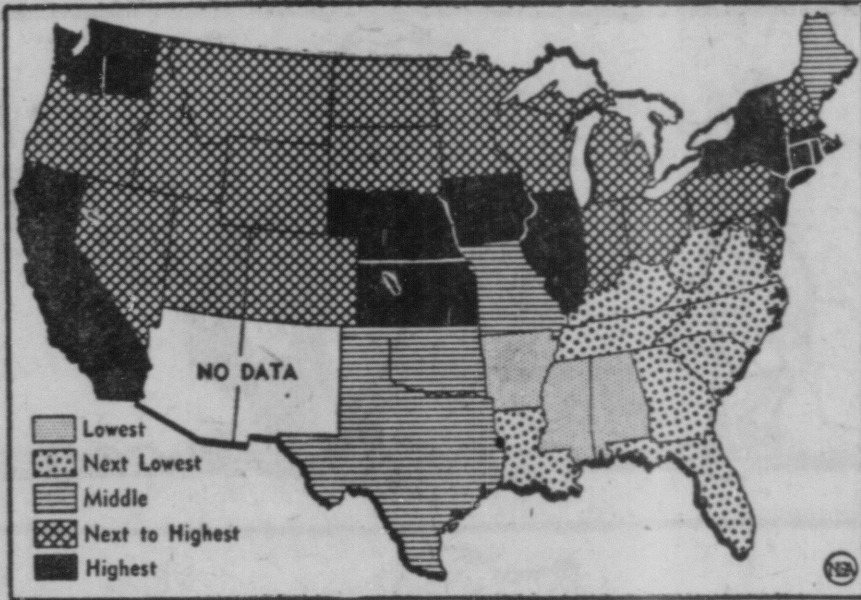 NO DATA
Lowest
Next Lowest
Middle
Next to Highest
Highest
NEA